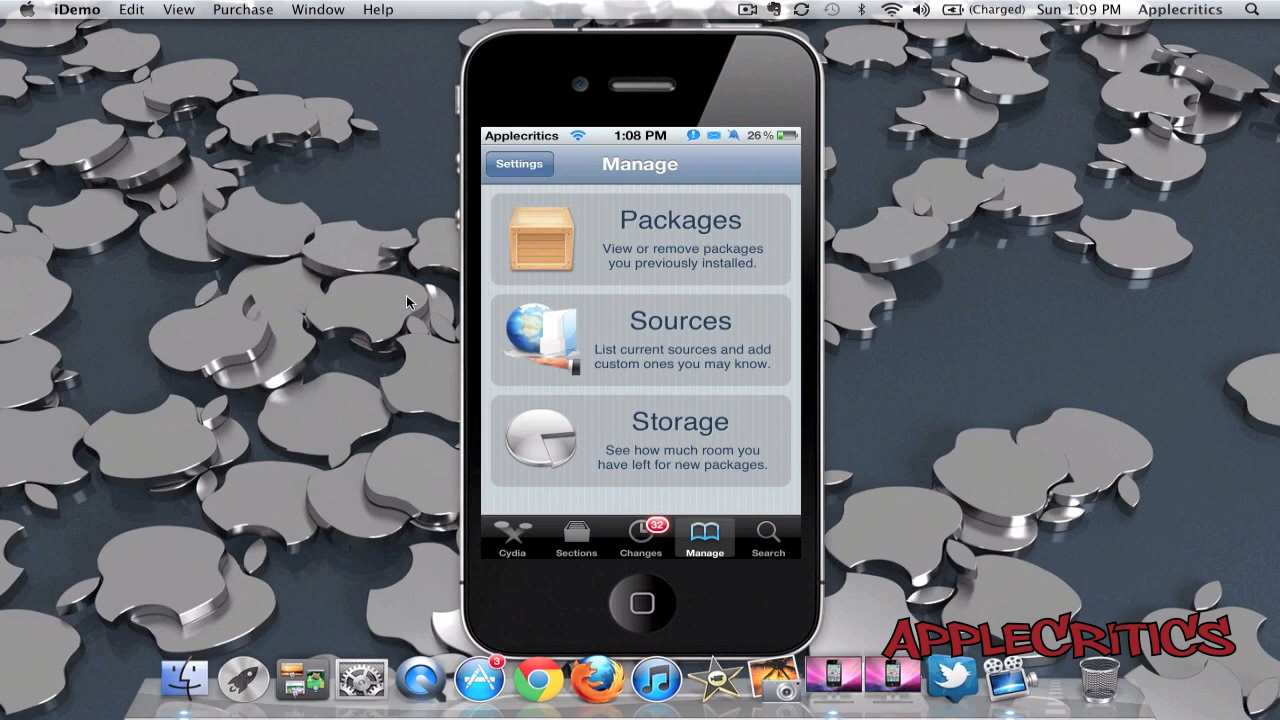 iDemo Edit View Purchase Window Help (Charged) Sun 1:09 PM Applecritics
Applecritics 1:08 PM 26%
Settings Manage
Packages
View or remove packages
you previously installed.
Sources
List current sources and add
custom ones you may know.
Storage
See how much room you
have left for new packages.
32
Cydia Sections Changes Manage Search
APPLECRITICS
3